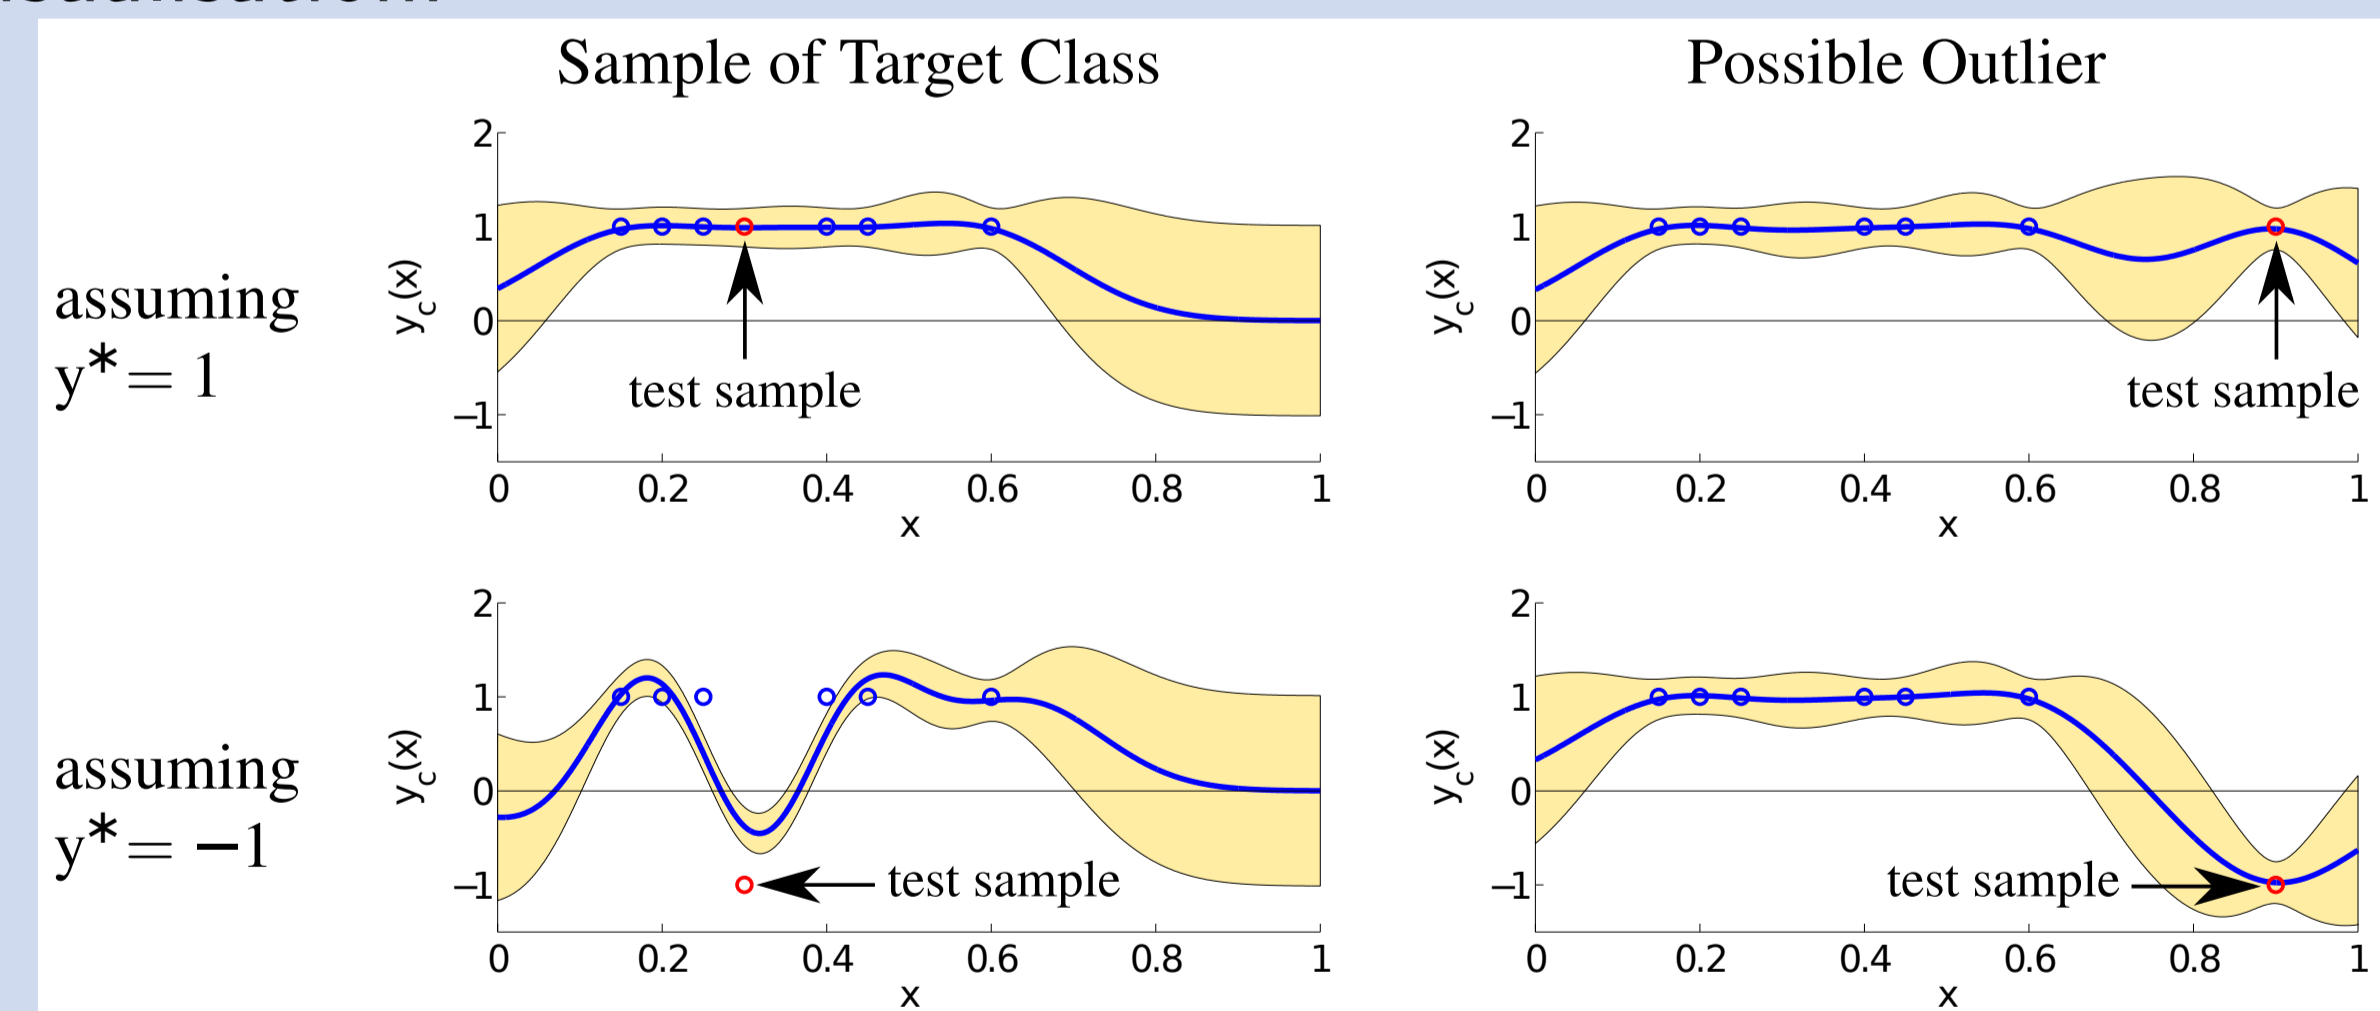 Sample of Target Class
Possible Outlier
assuming
y*= 1
2
1
0
−1
y_c(x)
test sample
0 0.2 0.4 0.6 0.8 1
x
2
1
0
−1
y_c(x)
test sample
0 0.2 0.4 0.6 0.8 1
x
assuming
y*= −1
2
1
0
−1
y_c(x)
test sample
0 0.2 0.4 0.6 0.8 1
x
2
1
0
−1
y_c(x)
test sample
0 0.2 0.4 0.6 0.8 1
x